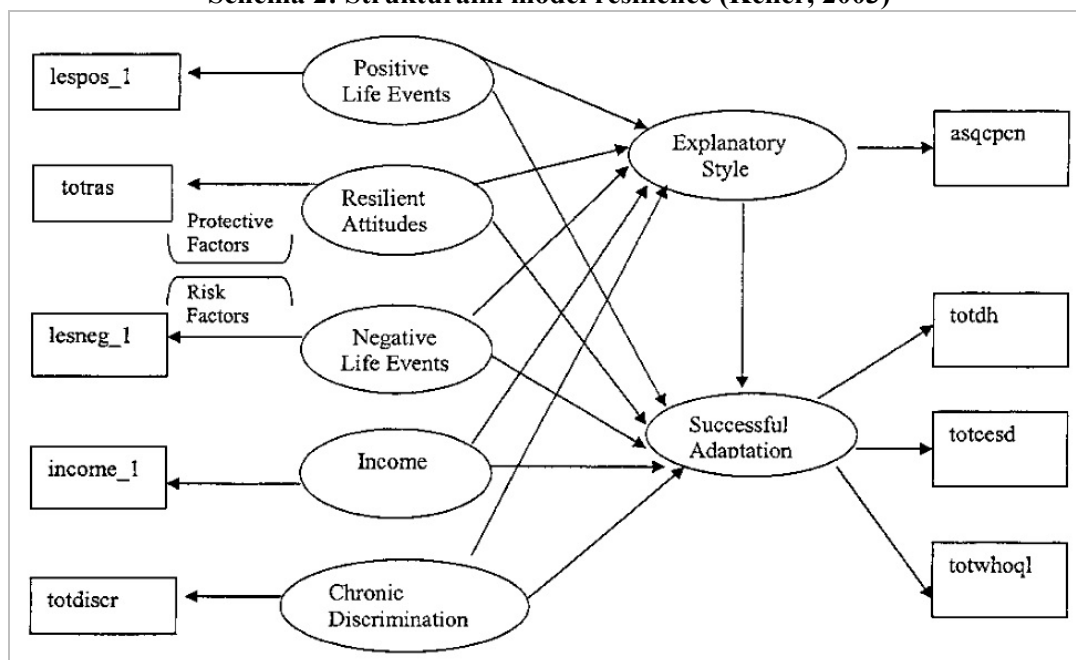 Schema 2: Strukturální model resilience (Keller, 2003)
lespos_1
Positive
Life Events
Explanatory
Style
asqcpcn
totras
Resilient
Attitudes
Protective
Factors
Risk
Factors
lesneg_1
Negative
Life Events
totdh
Successful
Adaptation
totcesd
income_1
Income
totwhoql
totdiscr
Chronic
Discrimination